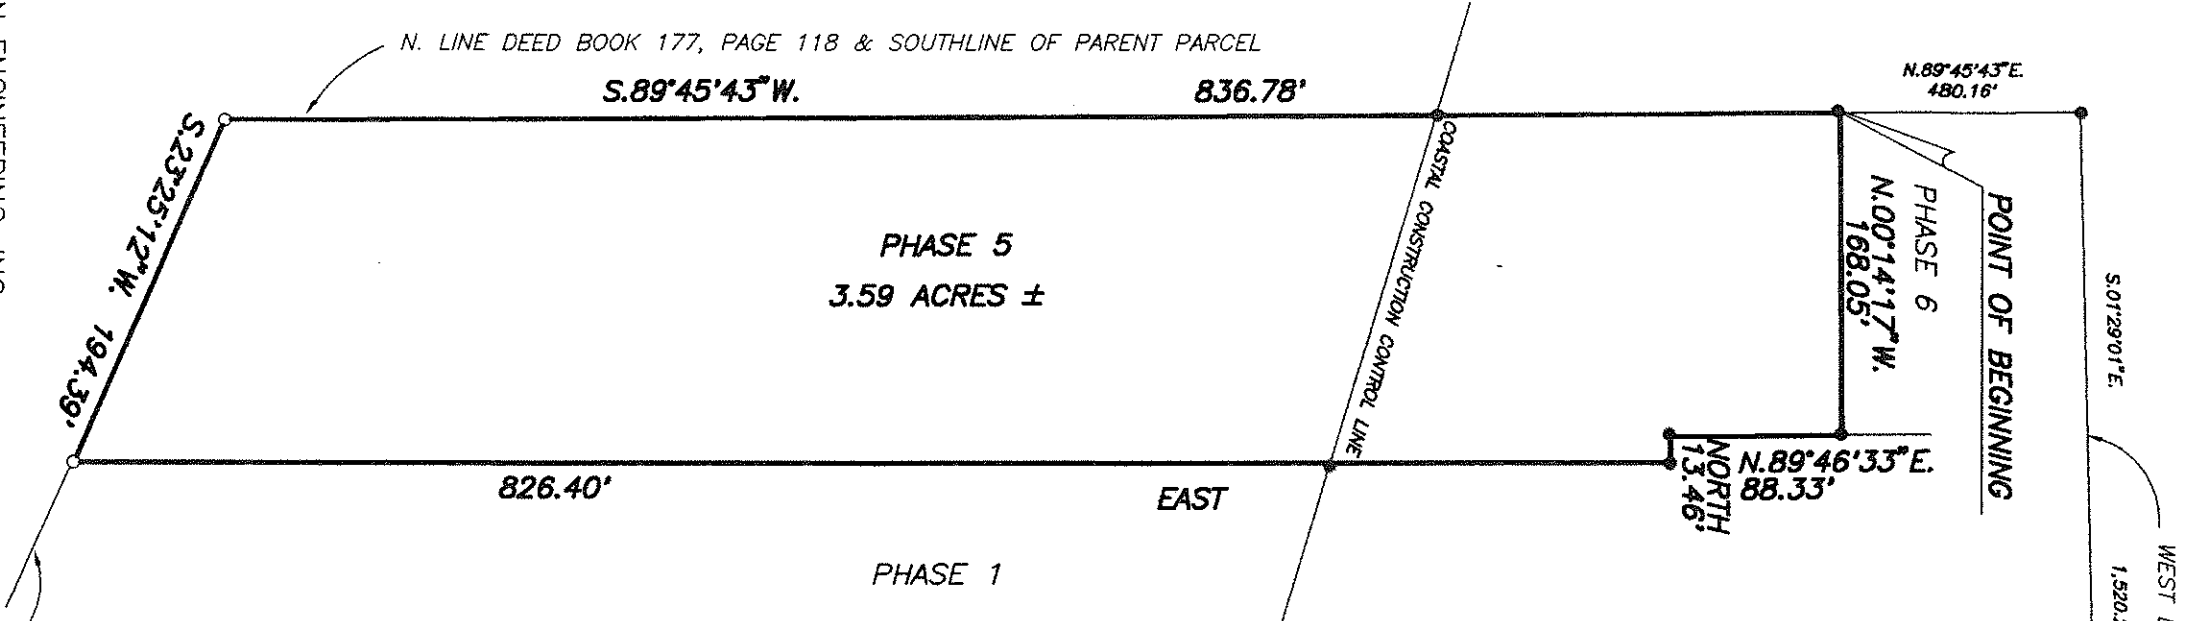 N. LINE DEED BOOK 177, PAGE 118 & SOUTHLINE OF PARENT PARCEL
S.89°45'43"W. 836.78'
N.89°45'43"E.
480.16'
S.23°25'12"W. 194.39'
COASTAL CONSTRUCTION CONTROL LINE
PHASE 5
3.59 ACRES ±
PHASE 6
N.00°14'17"W.
168.05'
POINT OF BEGINNING
S.01°29'01"E.
NORTH
13.46'
N.89°46'33"E.
88.33'
826.40' EAST
PHASE 1
WEST
ENGINEERING, INC